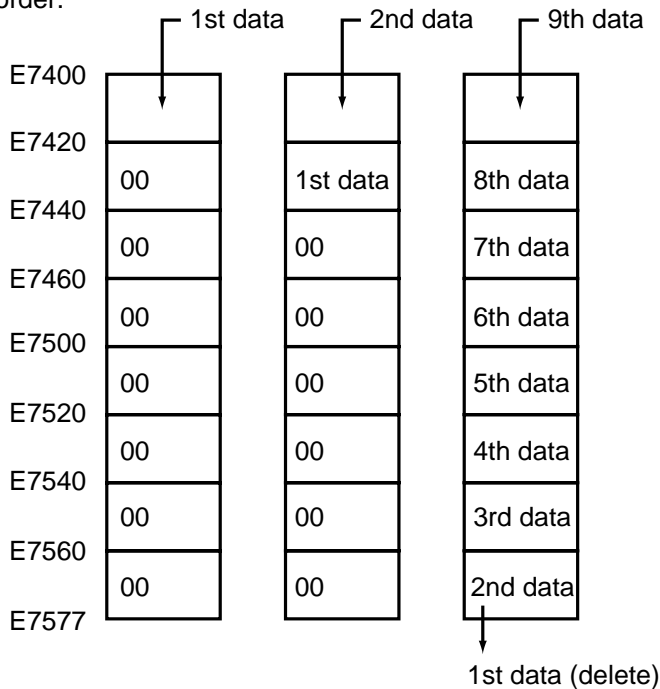 order:
1st data 2nd data 9th data
E7400
E7420
00 1st data 8th data
E7440
00 00 7th data
E7460
00 00 6th data
E7500
00 00 5th data
E7520
00 00 4th data
E7540
00 00 3rd data
E7560
00 00 2nd data
E7577
1st data (delete)